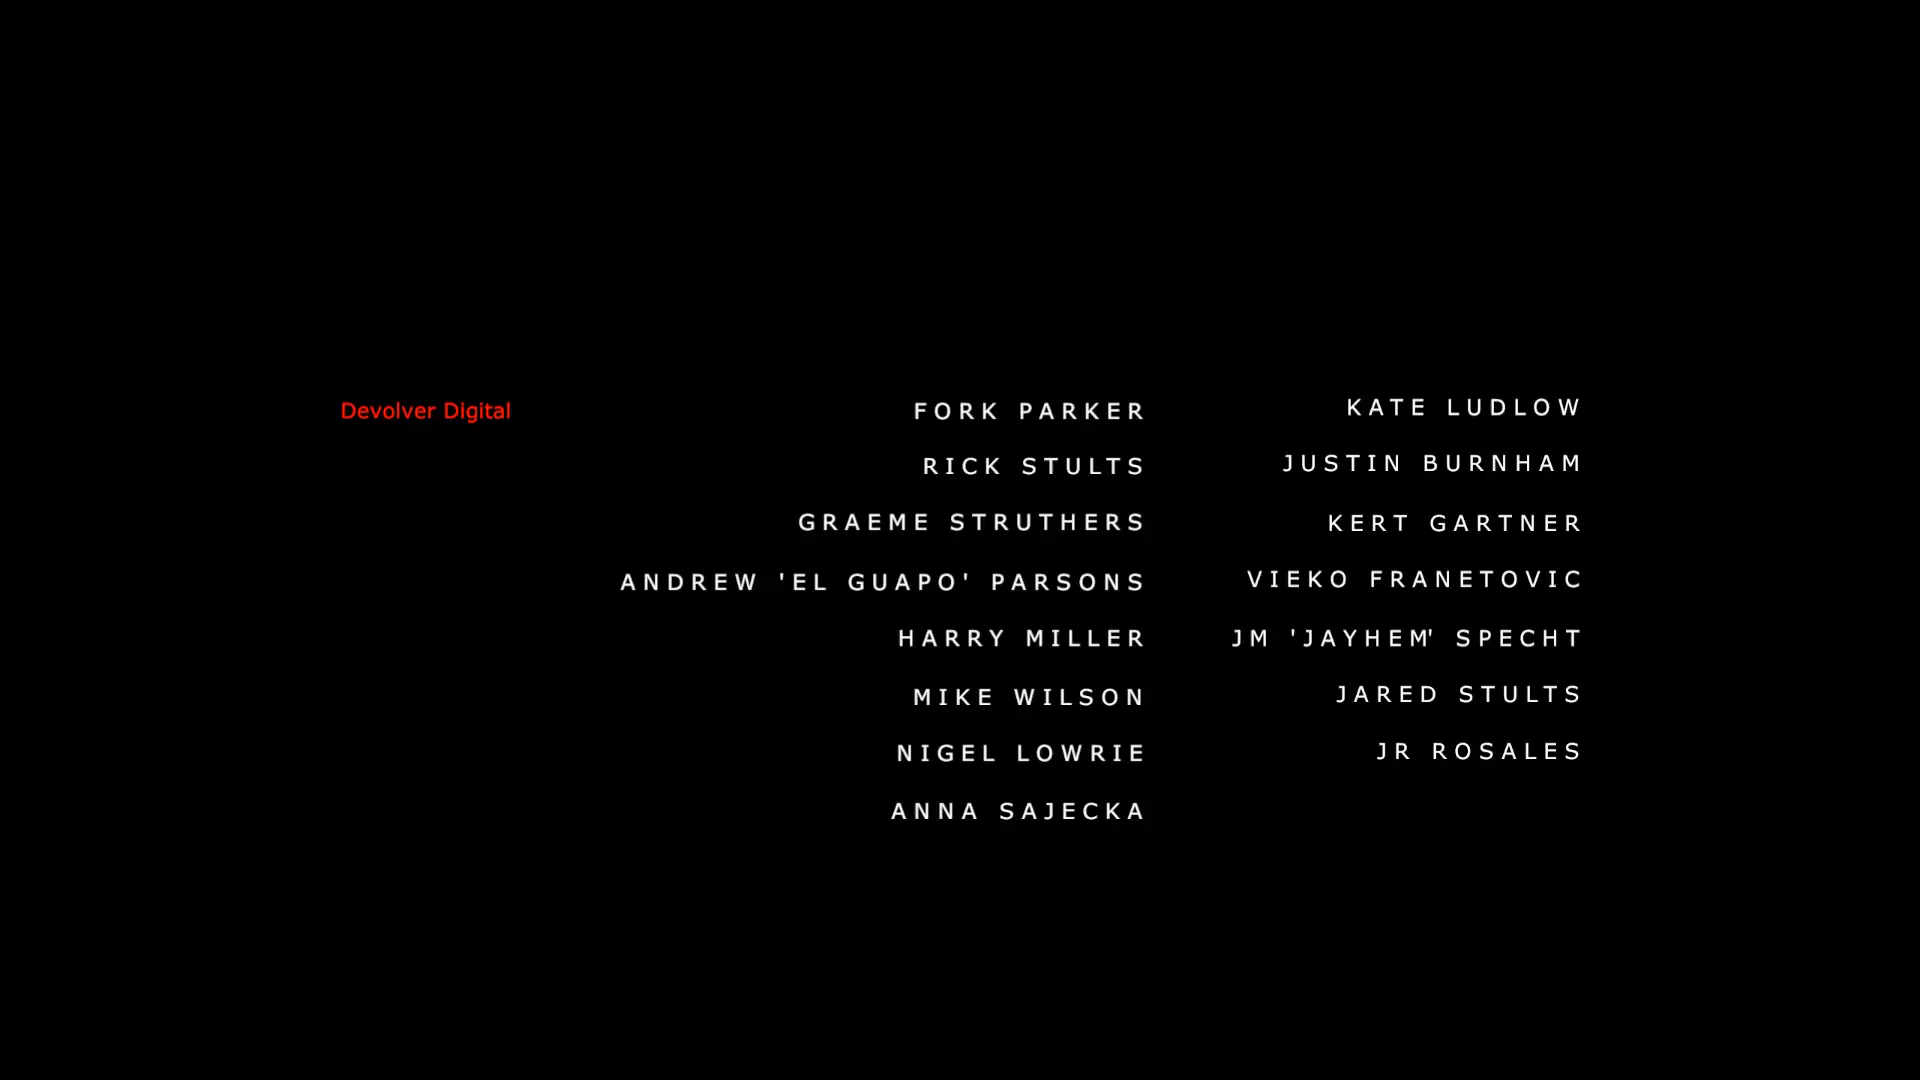 Devolver Digital
FORK PARKER
RICK STULTS
GRAEME STRUTHERS
ANDREW 'EL GUAPO' PARSONS
HARRY MILLER
MIKE WILSON
NIGEL LOWRIE
ANNA SAJECKA
KATE LUDLOW
JUSTIN BURNHAM
KERT GARTNER
VIEKO FRANETOVIC
JM 'JAYHEM' SPECHT
JARED STULTS
JR ROSALES